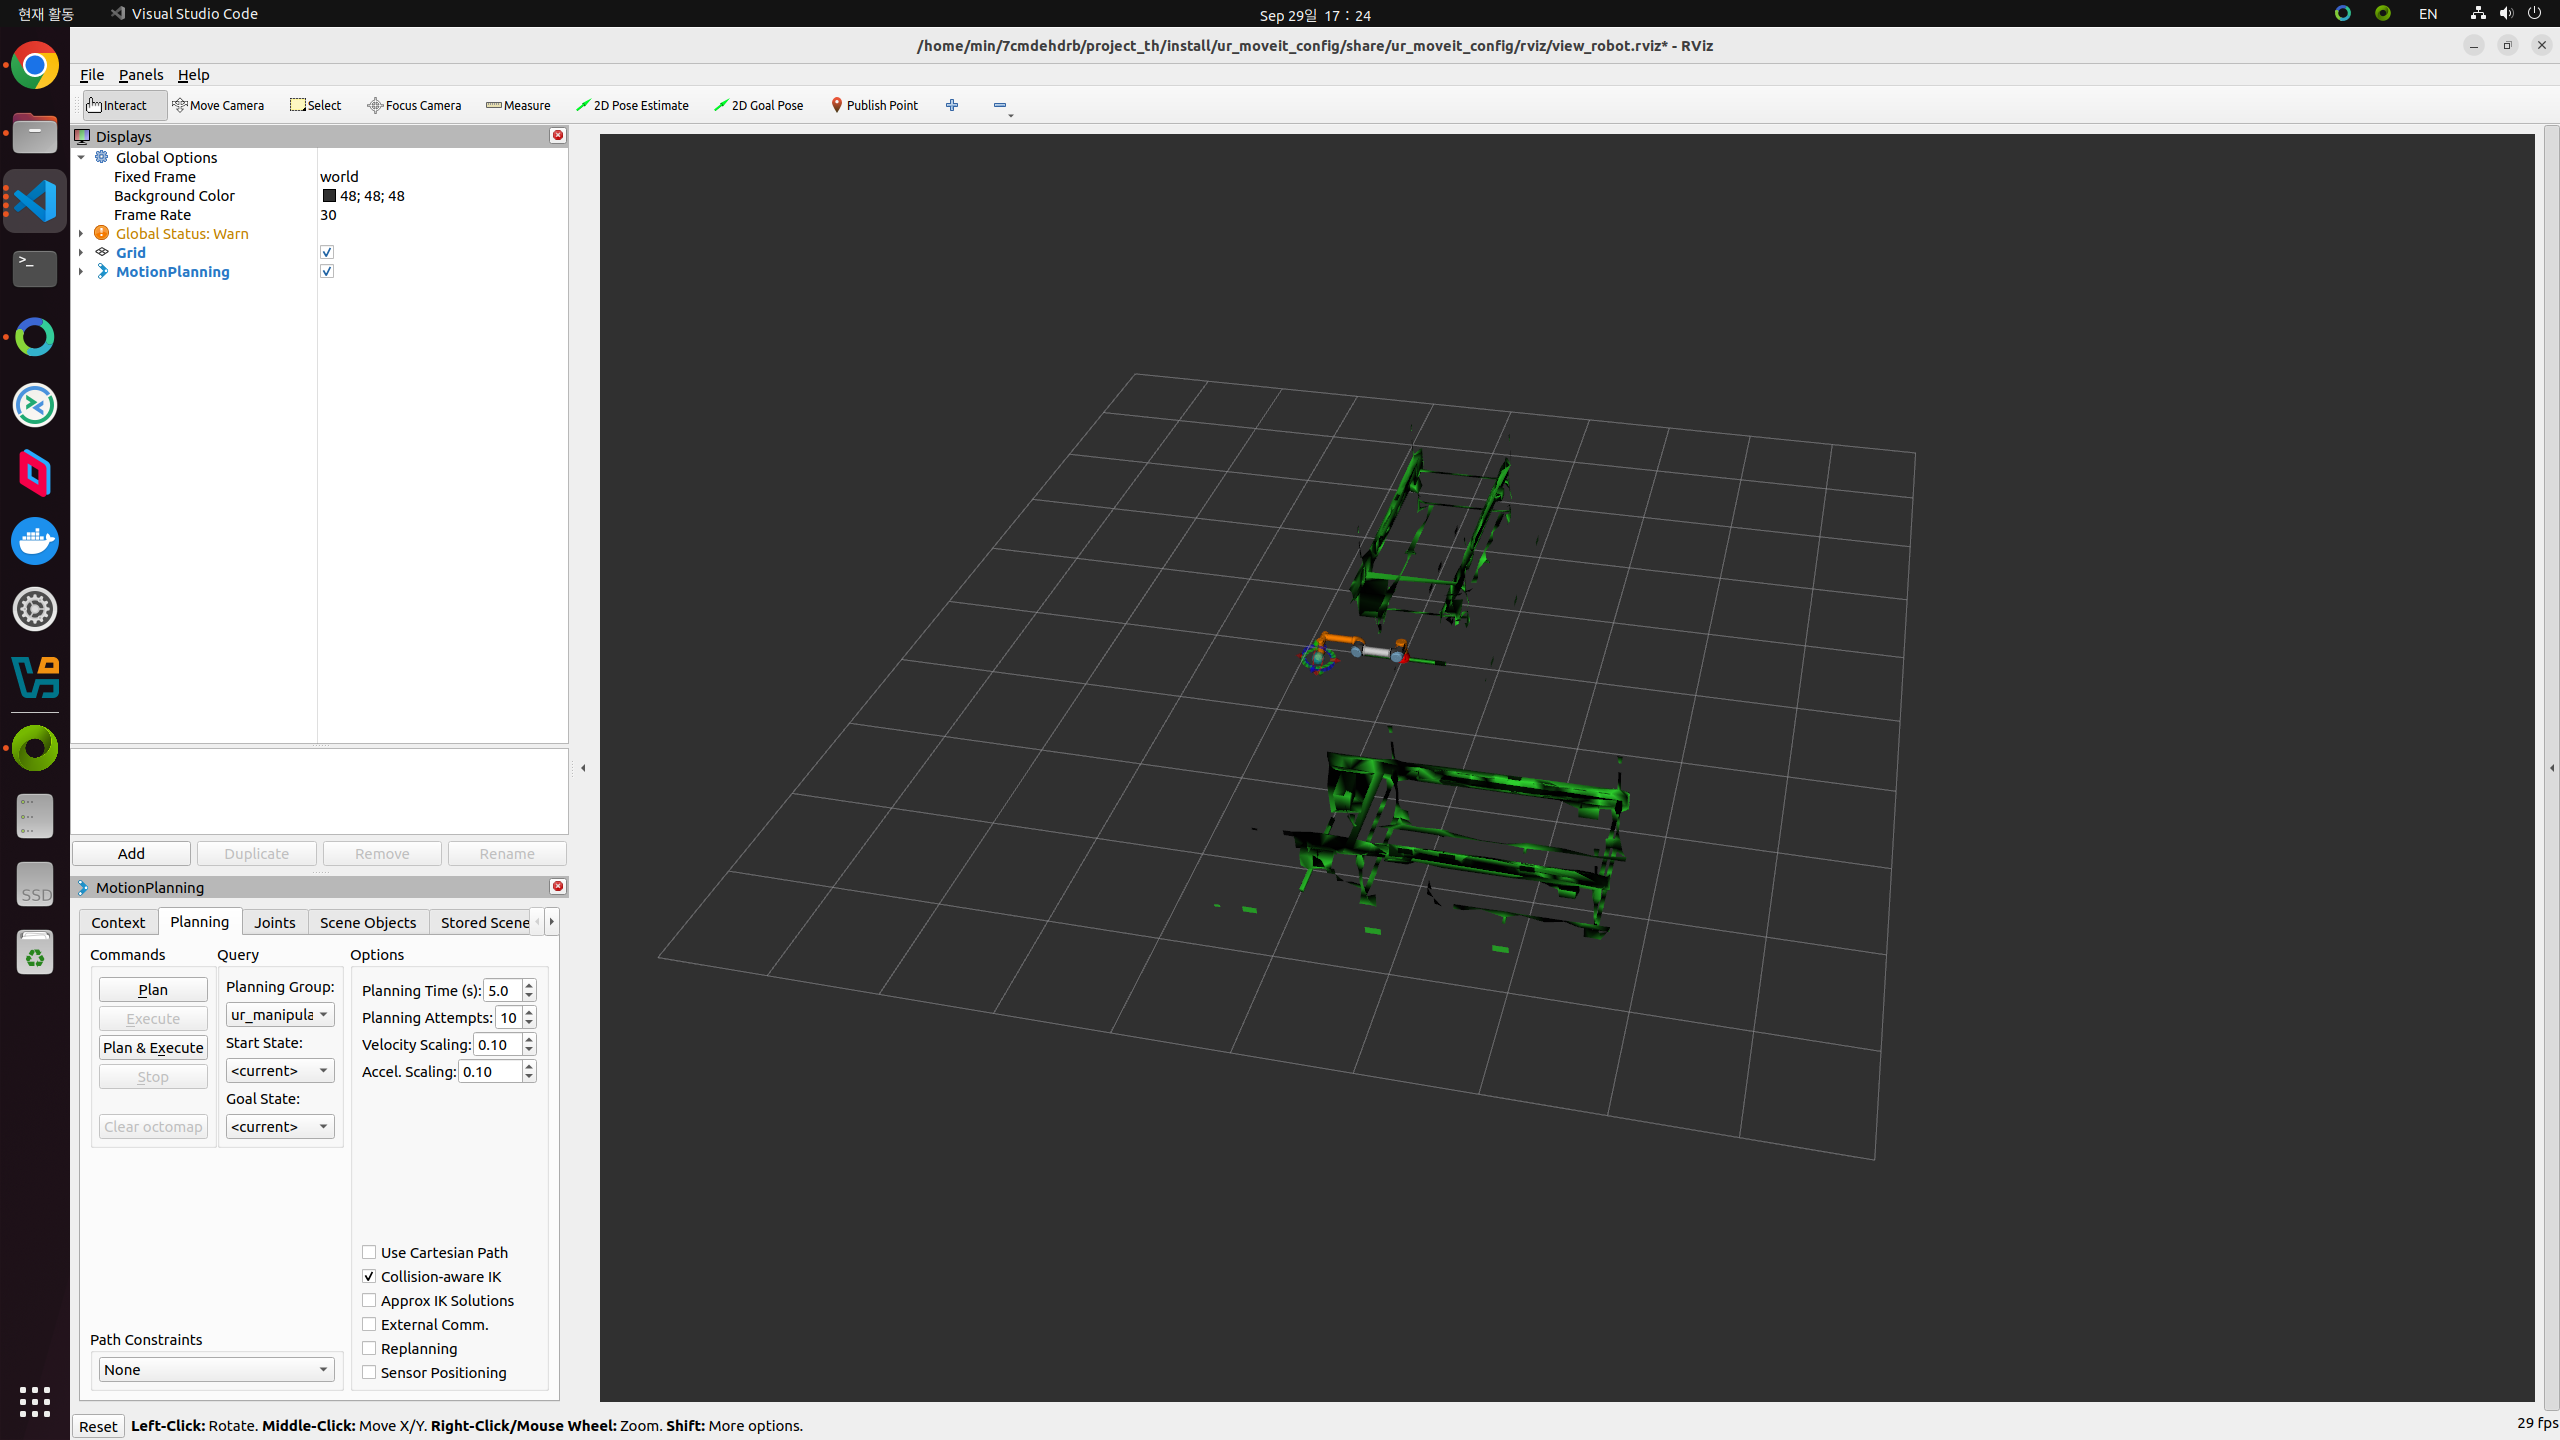 현재 활동
Visual Studio Code
Sep 29일 17 : 24
EN
/home/min/7cmdehdrb/project_th/install/ur_moveit_config/share/ur_moveit_config/rviz/view_robot.rviz* - RViz
File Panels Help
Interact Move Camera Select Focus Camera Measure 2D Pose Estimate 2D Goal Pose Publish Point
Displays
Global Options
Fixed Frame world
Background Color 48; 48; 48
Frame Rate 30
Global Status: Warn
Grid
MotionPlanning
Add Duplicate Remove Rename
MotionPlanning
Context Planning Joints Scene Objects Stored Scene
Commands Query Options
Plan
Execute
Plan & Execute
Stop
Clear octomap
Planning Group:
ur_manipula
Start State:
<current>
Goal State:
<current>
Planning Time (s): 5.0
Planning Attempts: 10
Velocity Scaling: 0.10
Accel. Scaling: 0.10
Use Cartesian Path
Collision-aware IK
Approx IK Solutions
External Comm.
Replanning
Sensor Positioning
Path Constraints
None
SSD
Reset Left-Click: Rotate. Middle-Click: Move X/Y. Right-Click/Mouse Wheel: Zoom. Shift: More options.
29 fps